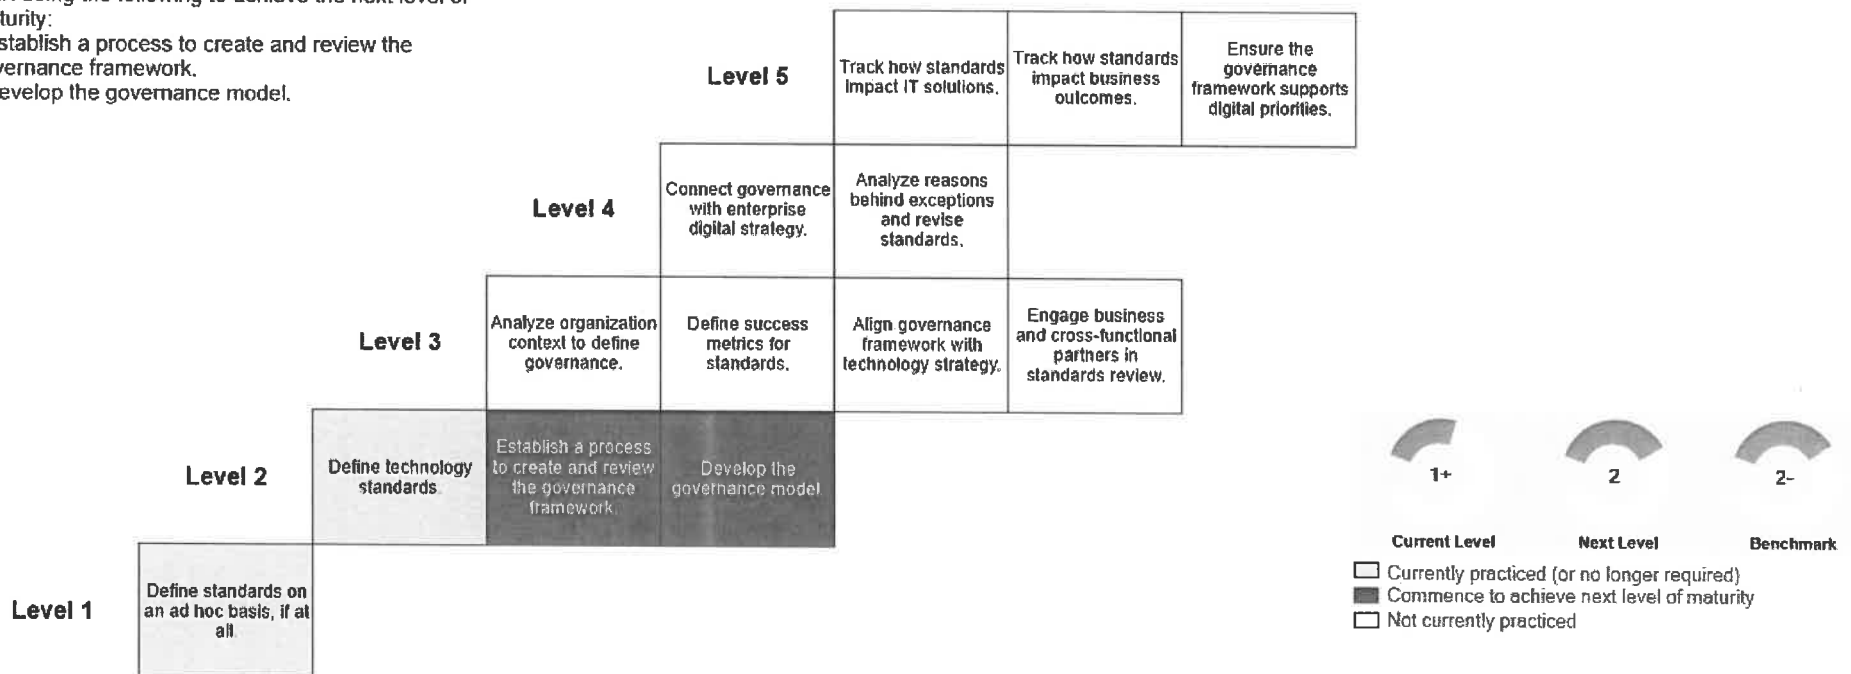 turity:
stablish a process to create and review the
vernance framework.
evelop the governance model.
Level 5
Track how standards
impact IT solutions.
Track how standards
impact business
outcomes.
Ensure the
governance
framework supports
digital priorities.
Level 4
Connect governance
with enterprise
digital strategy.
Analyze reasons
behind exceptions
and revise
standards.
Level 3
Analyze organization
context to define
governance.
Define success
metrics for
standards.
Align governance
framework with
technology strategy.
Engage business
and cross-functional
partners in
standards review.
Level 2
Define technology
standards.
Establish a process
to create and review
the governance
framework.
Develop the
governance model
Level 1
Define standards on
an ad hoc basis, if at
all.
1+
Current Level
2
Next Level
2-
Benchmark
Currently practiced (or no longer required)
Commence to achieve next level of maturity
Not currently practiced